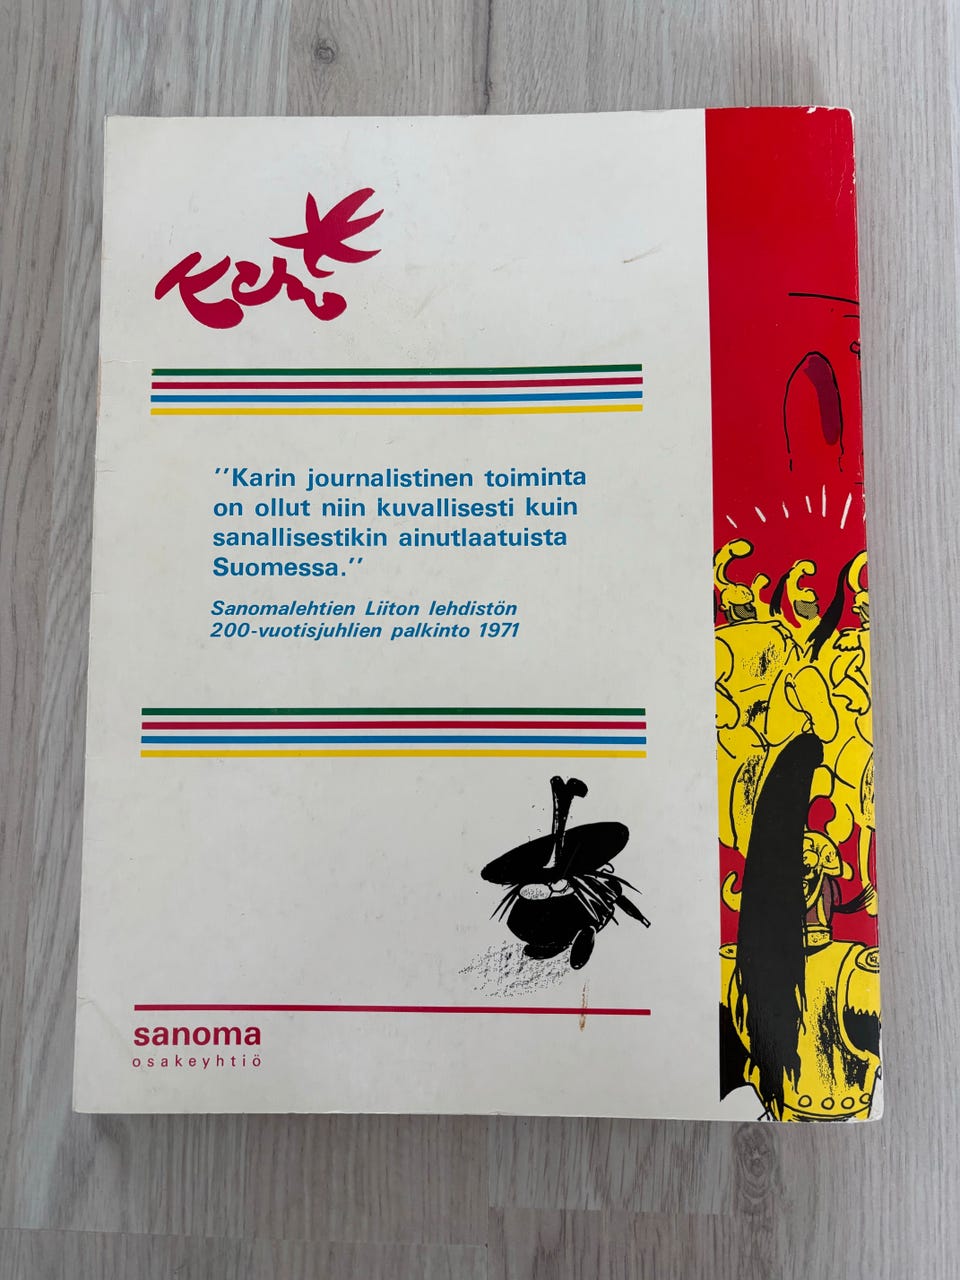 Kari
''Karin journalistinen toiminta
on ollut niin kuvallisesti kuin
sanallisestikin ainutlaatuista
Suomessa.''
Sanomalehtien Liiton lehdistön
200-vuotisjuhlien palkinto 1971
sanoma
osakeyhtiö